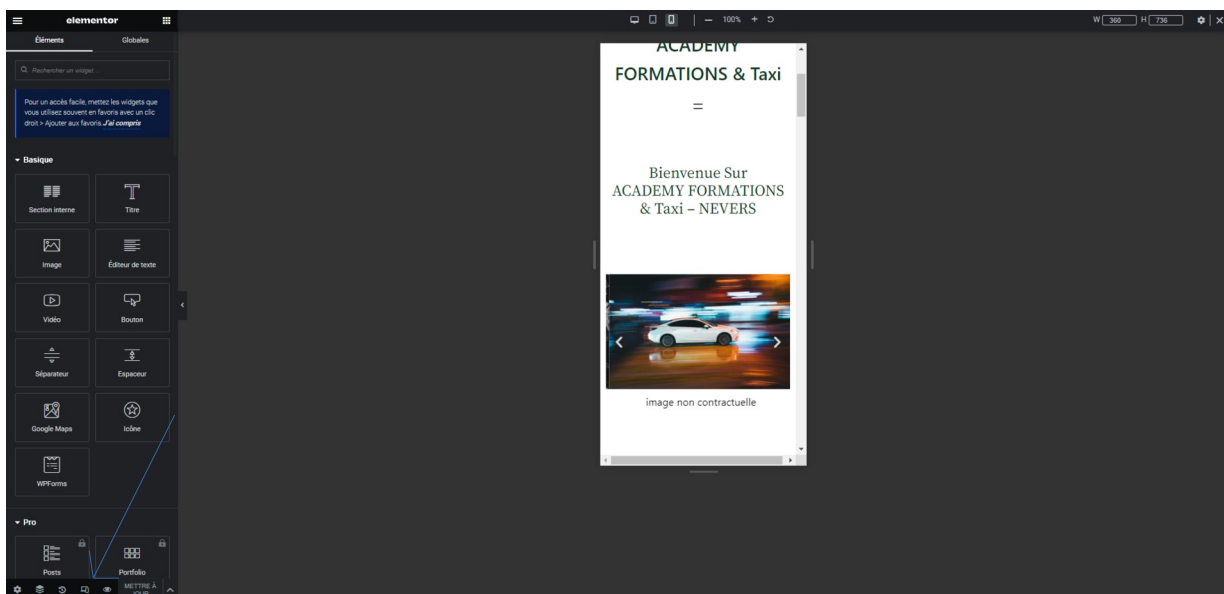 elementor
100%
W 360 H 736
Éléments Globales
Rechercher un widget...
Pour un accès facile, mettez les widgets que
vous utilisez souvent en favoris avec un clic
droit > Ajouter aux favoris. J'ai compris
Basique
Section interne Titre
Image Éditeur de texte
Vidéo Bouton
Séparateur Espaceur
Google Maps Icône
WPForms
Pro
Posts Portfolio
METTRE À
JOUR
ACADEMY
FORMATIONS & Taxi
=
Bienvenue Sur
ACADEMY FORMATIONS
& Taxi – NEVERS
image non contractuelle